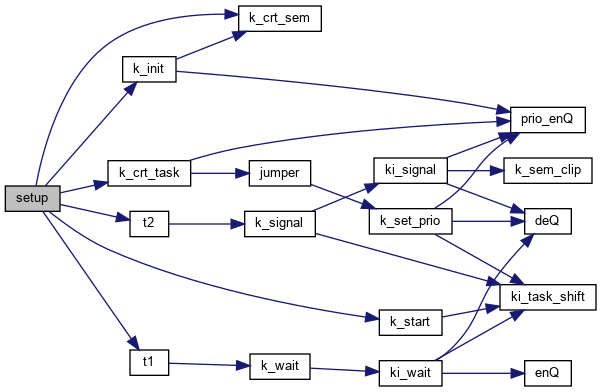 k_crt_sem
k_init
prio_enQ
k_crt_task
jumper
ki_signal
k_sem_clip
setup
t2
k_signal
k_set_prio
deQ
ki_task_shift
k_start
t1
k_wait
ki_wait
enQ